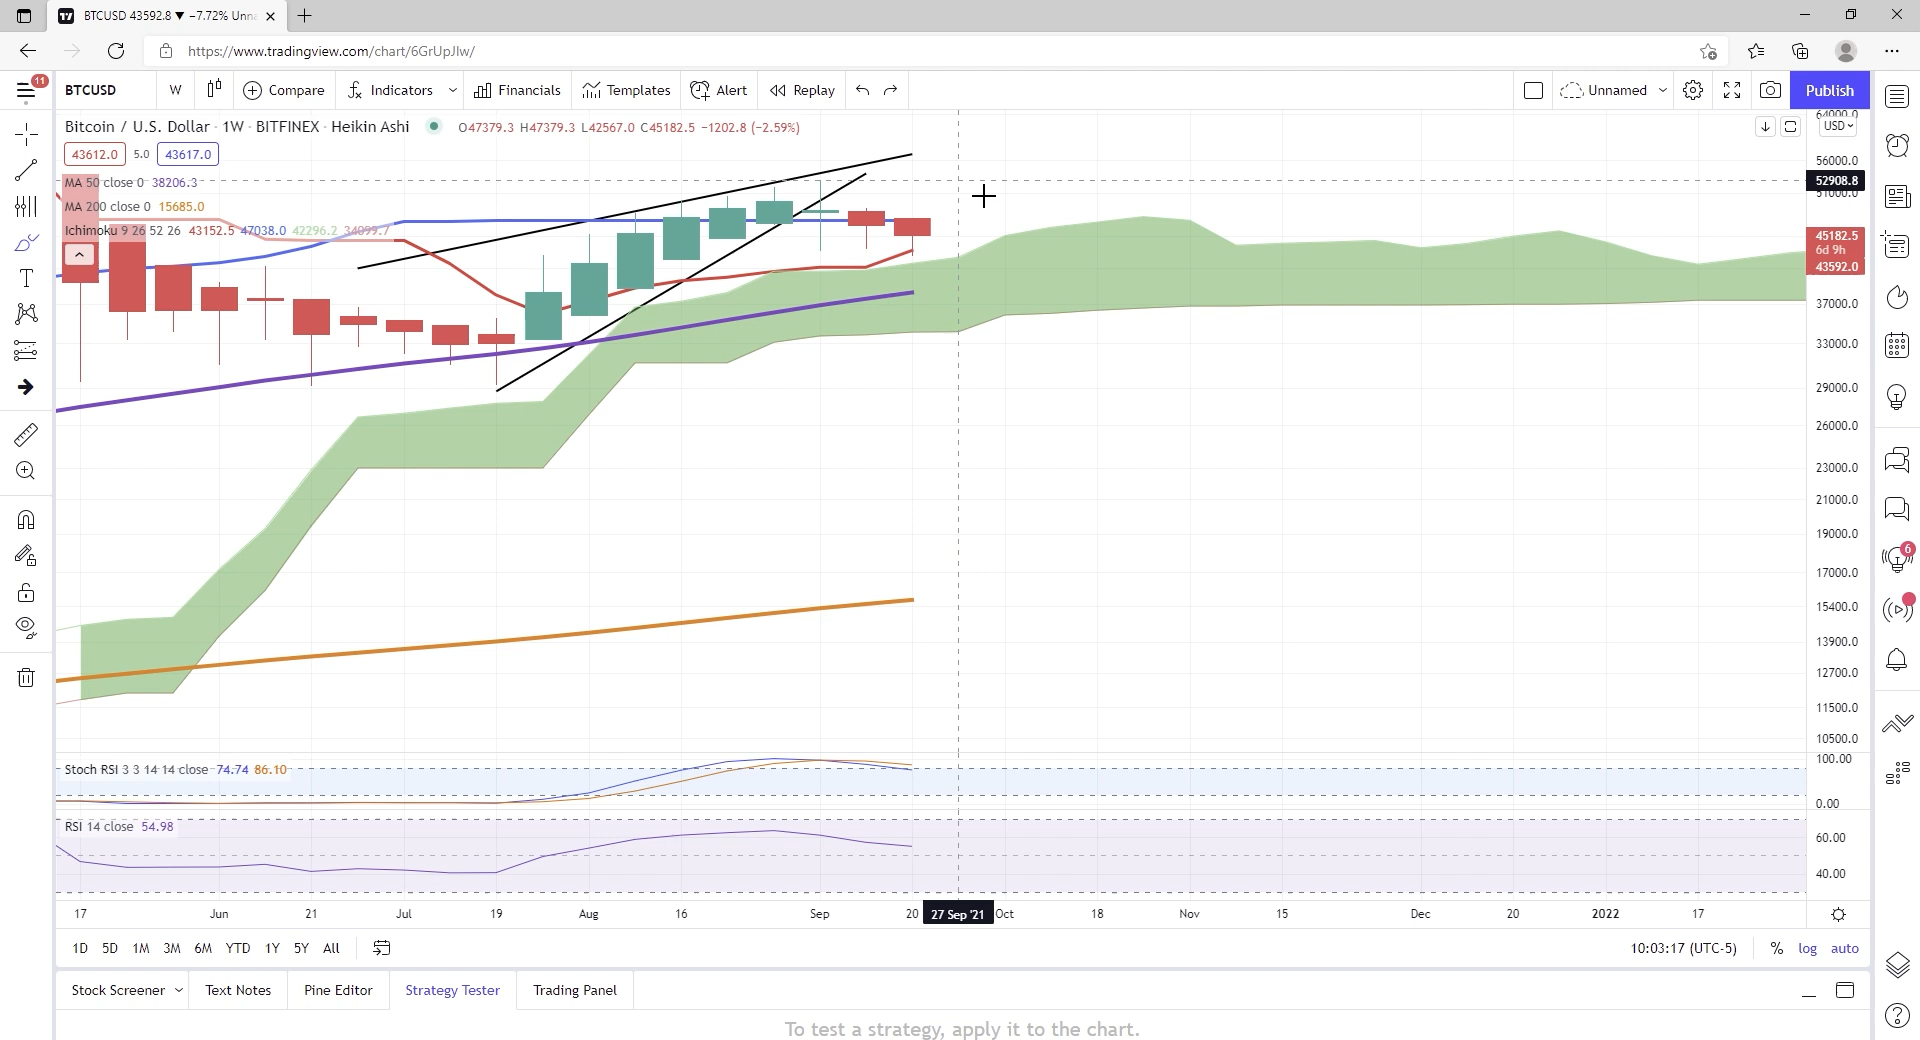 BTCUSD 43592.8 ▼ −7.72% Unna
https://www.tradingview.com/chart/6GrUpJIw/
11
BTCUSD W Compare Indicators Financials Templates Alert Replay Unnamed Publish
Bitcoin / U.S. Dollar · 1W · BITFINEX · Heikin Ashi O47379.3 H47379.3 L42567.0 C45182.5 −1202.8 (−2.59%)
43612.0 5.0 43617.0
MA 50 close 0 38206.3
MA 200 close 0 15685.0
Ichimoku 9 26 52 26 43152.5 47038.0 42296.2 34099.7
USD
64000.0
56000.0
52908.8
51000.0
45182.5
6d 9h
43592.0
37000.0
33000.0
29000.0
26000.0
23000.0
21000.0
19000.0
17000.0
15400.0
13900.0
12700.0
11500.0
10500.0
Stoch RSI 3 3 14 14 close 74.74 86.10
100.00
0.00
RSI 14 close 54.98
60.00
40.00
17 Jun 21 Jul 19 Aug 16 Sep 20 27 Sep '21 Oct 18 Nov 15 Dec 20 2022 17
1D 5D 1M 3M 6M YTD 1Y 5Y All 10:03:17 (UTC-5) % log auto
Stock Screener Text Notes Pine Editor Strategy Tester Trading Panel
To test a strategy, apply it to the chart.
6